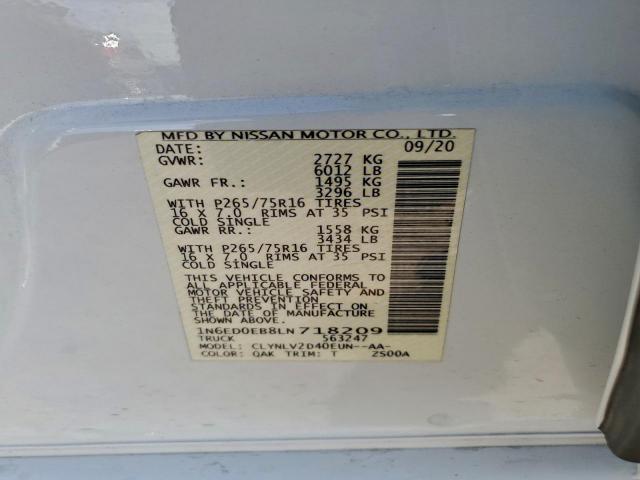 MFD BY NISSAN MOTOR CO., LTD.
DATE: 09/20
GVWR: 2727 KG
6012 LB
GAWR FR.: 1495 KG
3296 LB
WITH P265/75R16 TIRES
16 X 7.0 RIMS AT 35 PSI
COLD SINGLE
GAWR RR.: 1558 KG
3434 LB
WITH P265/75R16 TIRES
16 X 7.0 RIMS AT 35 PSI
COLD SINGLE
THIS VEHICLE CONFORMS TO
ALL APPLICABLE FEDERAL
MOTOR VEHICLE SAFETY AND
THEFT PREVENTION
STANDARDS IN EFFECT ON
THE DATE OF MANUFACTURE
SHOWN ABOVE.
1N6ED0EB8LN718209
TRUCK 563247
MODEL: CLYNLV2D40EUN--AA-
COLOR: QAK TRIM: T 2S00A